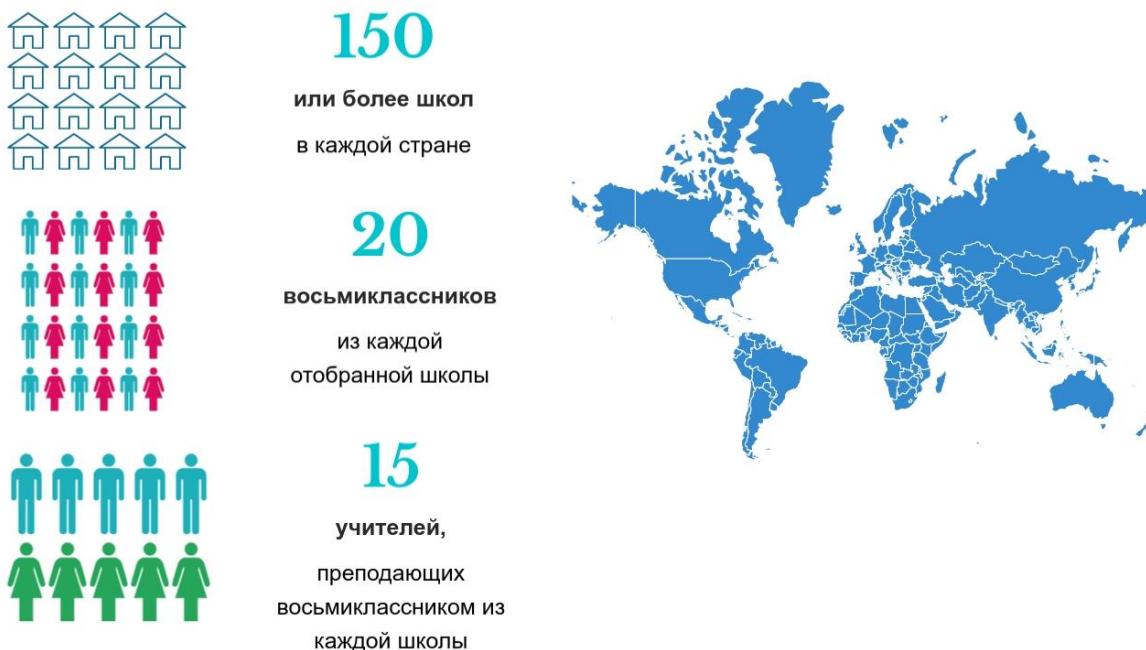 150
или более школ
в каждой стране
20
восьмиклассников
из каждой
отобранной школы
15
учителей,
преподающих
восьмиклассником из
каждой школы